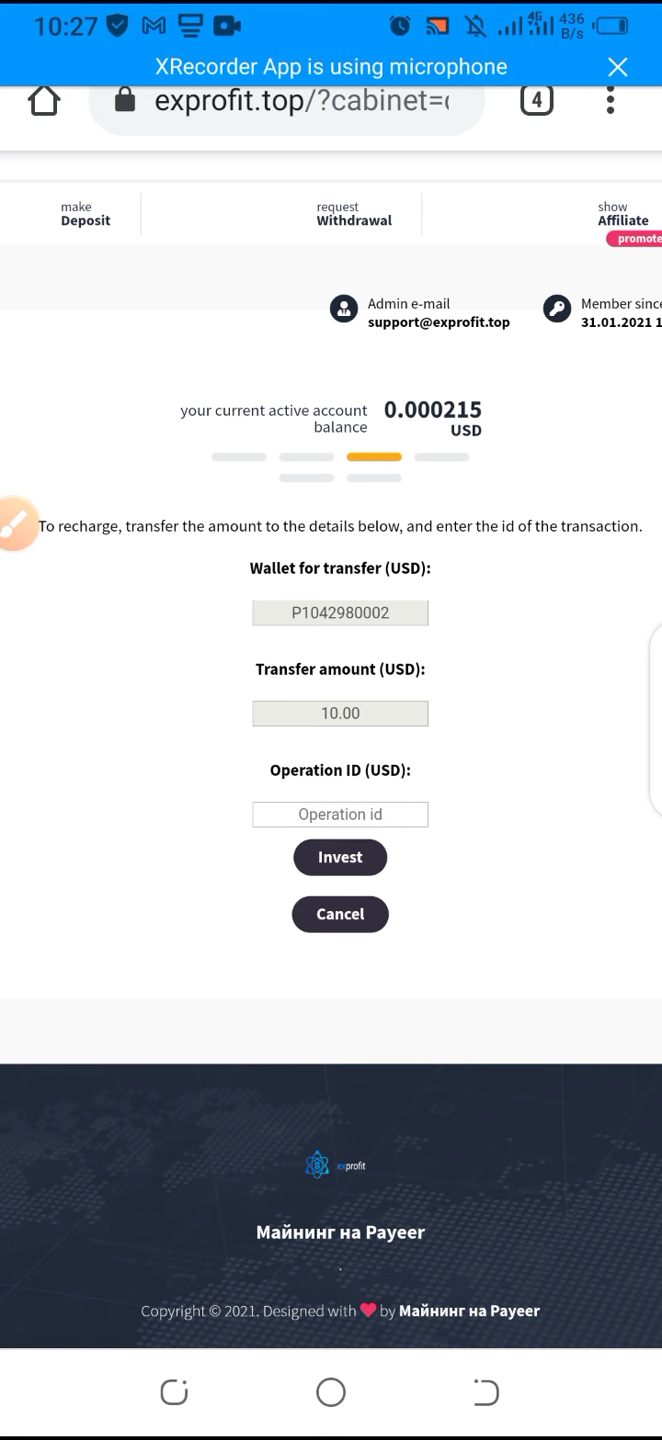 10:27
4G
436
B/s
XRecorder App is using microphone
exprofit.top/?cabinet=
4
make
Deposit
request
Withdrawal
show
Affiliate
promote
Admin e-mail
support@exprofit.top
Member since
31.01.2021 1
your current active account
balance
0.000215
USD
To recharge, transfer the amount to the details below, and enter the id of the transaction.
Wallet for transfer (USD):
P1042980002
Transfer amount (USD):
10.00
Operation ID (USD):
Operation id
Invest
Cancel
exprofit
Майнинг на Payeer
.
Copyright © 2021. Designed with ❤ by Майнинг на Payeer